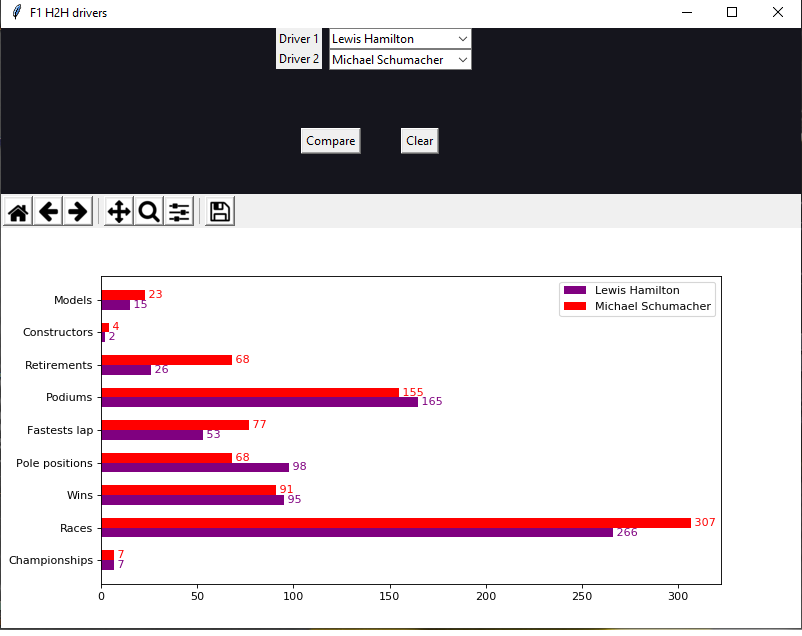 F1 H2H drivers
Driver 1 Lewis Hamilton
Driver 2 Michael Schumacher
Compare Clear
Lewis Hamilton
Michael Schumacher
Models 23
15
Constructors 4
2
Retirements 68
26
Podiums 155
165
Fastests lap 77
53
Pole positions 68
98
Wins 91
95
Races 307
266
Championships 7
7
0 50 100 150 200 250 300